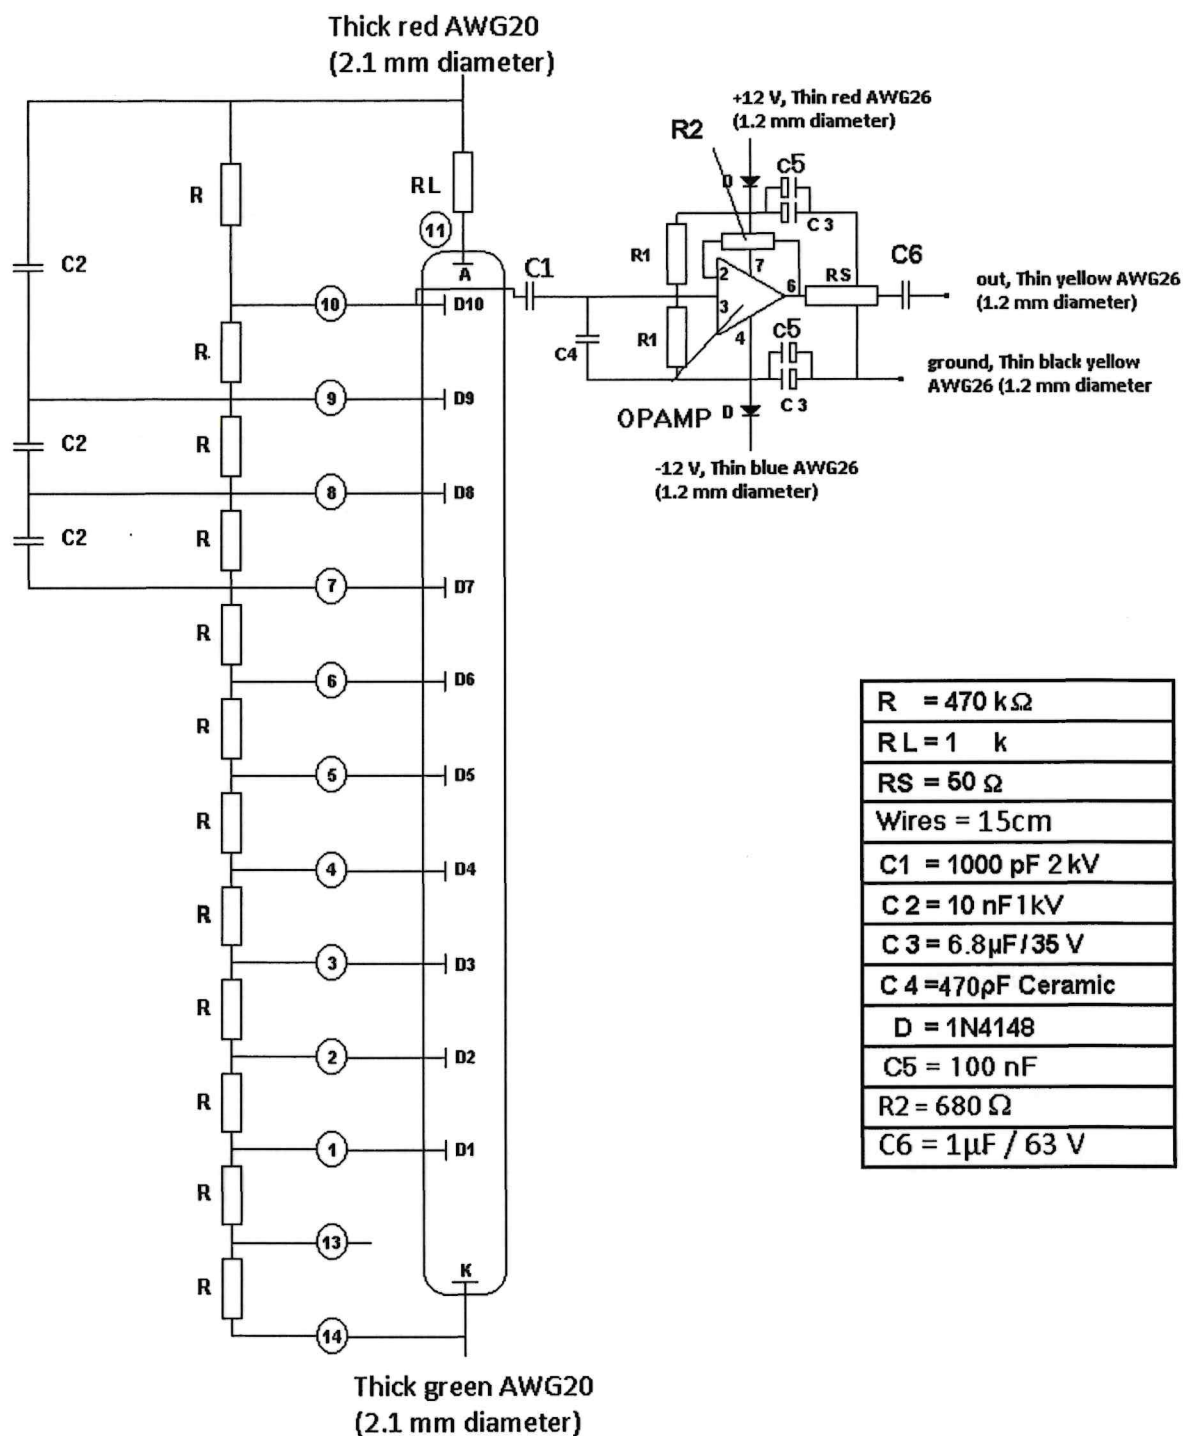 Thick red AWG20
(2.1 mm diameter)
+12 V, Thin red AWG26
(1.2 mm diameter)
R2
C5
D
R
RL
C3
11
C6
A
C1
R1
7
C2
2
6
RS
out, Thin yellow AWG26
(1.2 mm diameter)
10
D10
3
C5
R1
4
C4
R.
ground, Thin black yellow
AWG26 (1.2 mm diameter
9
D9
C3
OPAMP
D
C2
R
-12 V, Thin blue AWG26
(1.2 mm diameter)
8
D8
C2
R
7
D7
R
6
D6
R
5
D5
R
4
D4
R
3
D3
R
2
D2
R
1
D1
R
13
R
K
14
R = 470 kΩ
RL = 1 k
RS = 50 Ω
Wires = 15cm
C1 = 1000 pF 2 kV
C 2 = 10 nF 1kV
C 3 = 6.8µF/35 V
C 4 =470ρF Ceramic
D = 1N4148
C5 = 100 nF
R2 = 680 Ω
C6 = 1µF / 63 V
Thick green AWG20
(2.1 mm diameter)